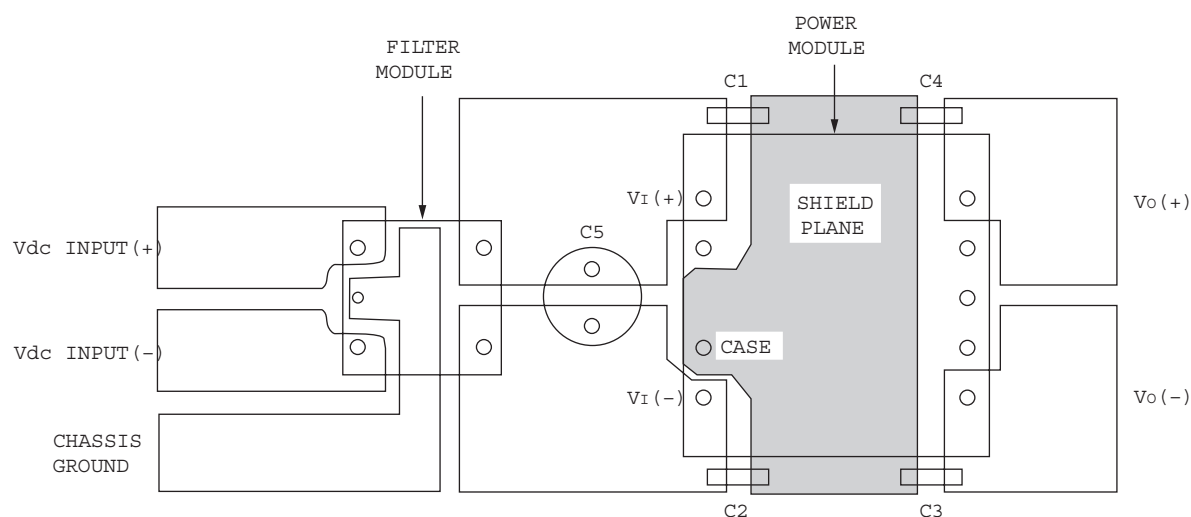 POWER
MODULE
FILTER
MODULE
C1
C4
VI(+)
SHIELD
PLANE
VO(+)
C5
Vdc INPUT(+)
CASE
Vdc INPUT(-)
VI(-)
VO(-)
CHASSIS
GROUND
C2
C3